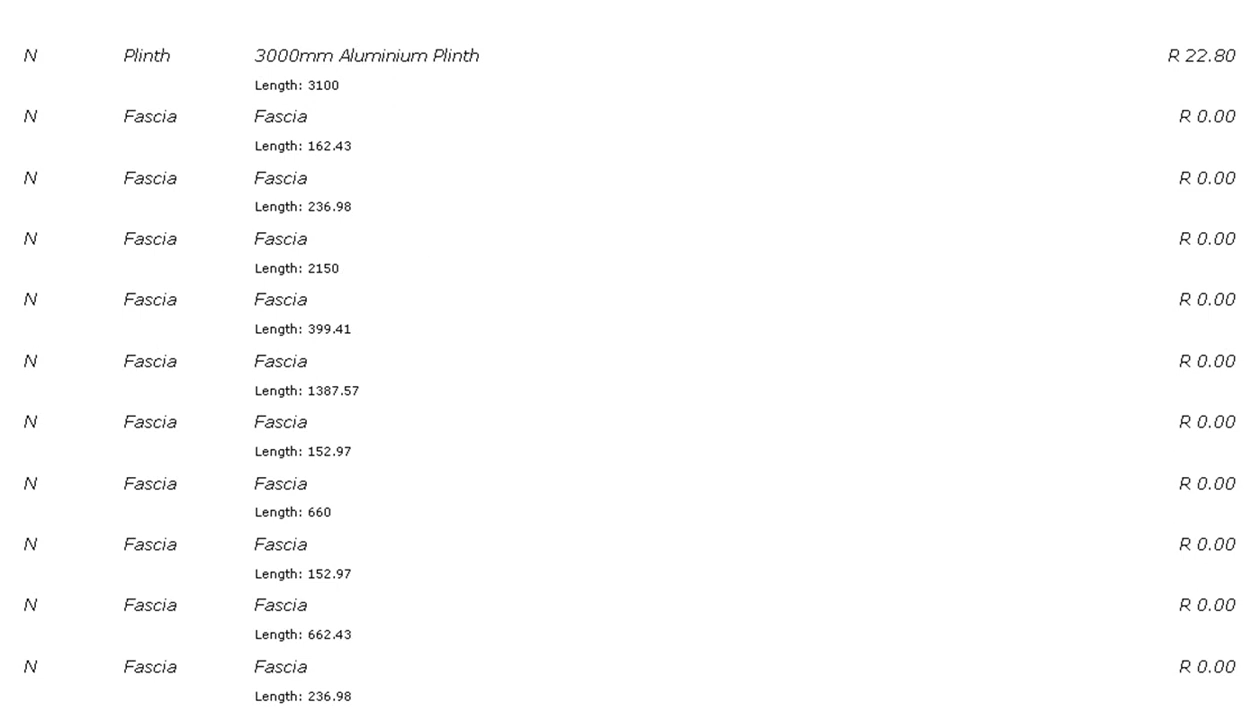 N Plinth 3000mm Aluminium Plinth R 22.80
Length: 3100
N Fascia Fascia R 0.00
Length: 162.43
N Fascia Fascia R 0.00
Length: 236.98
N Fascia Fascia R 0.00
Length: 2150
N Fascia Fascia R 0.00
Length: 399.41
N Fascia Fascia R 0.00
Length: 1387.57
N Fascia Fascia R 0.00
Length: 152.97
N Fascia Fascia R 0.00
Length: 660
N Fascia Fascia R 0.00
Length: 152.97
N Fascia Fascia R 0.00
Length: 662.43
N Fascia Fascia R 0.00
Length: 236.98